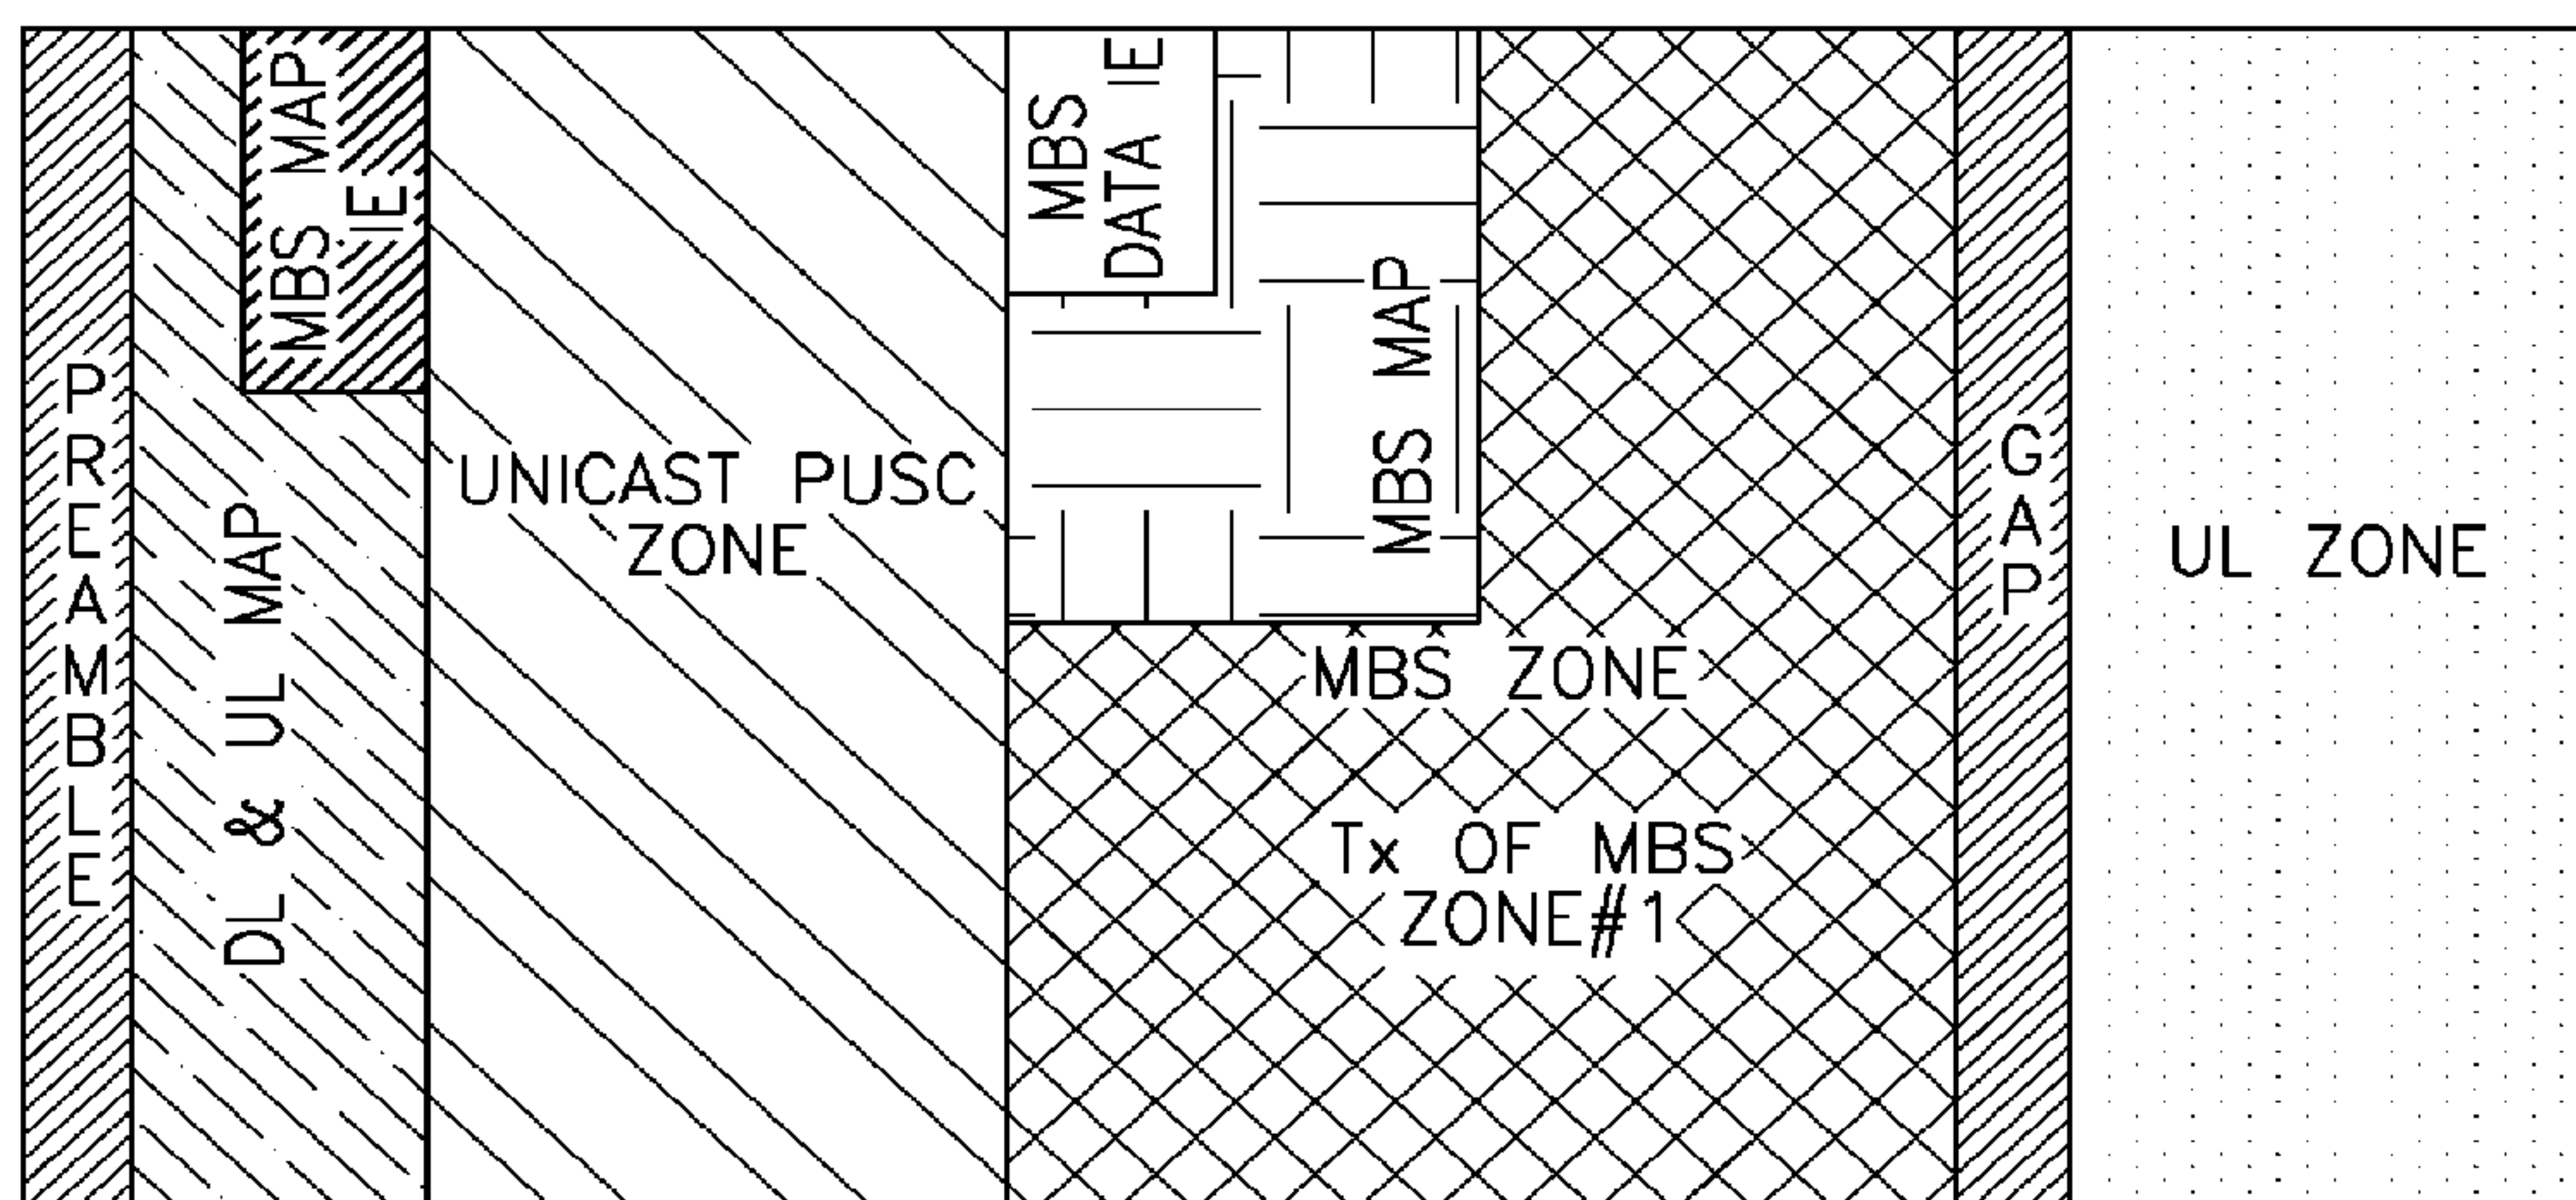 PREAMBLE
DL & UL MAP
MBS MAP
IE
UNICAST PUSC
ZONE
MBS
DATA IE
MBS MAP
MBS ZONE
Tx OF MBS
ZONE#1
GAP
UL ZONE